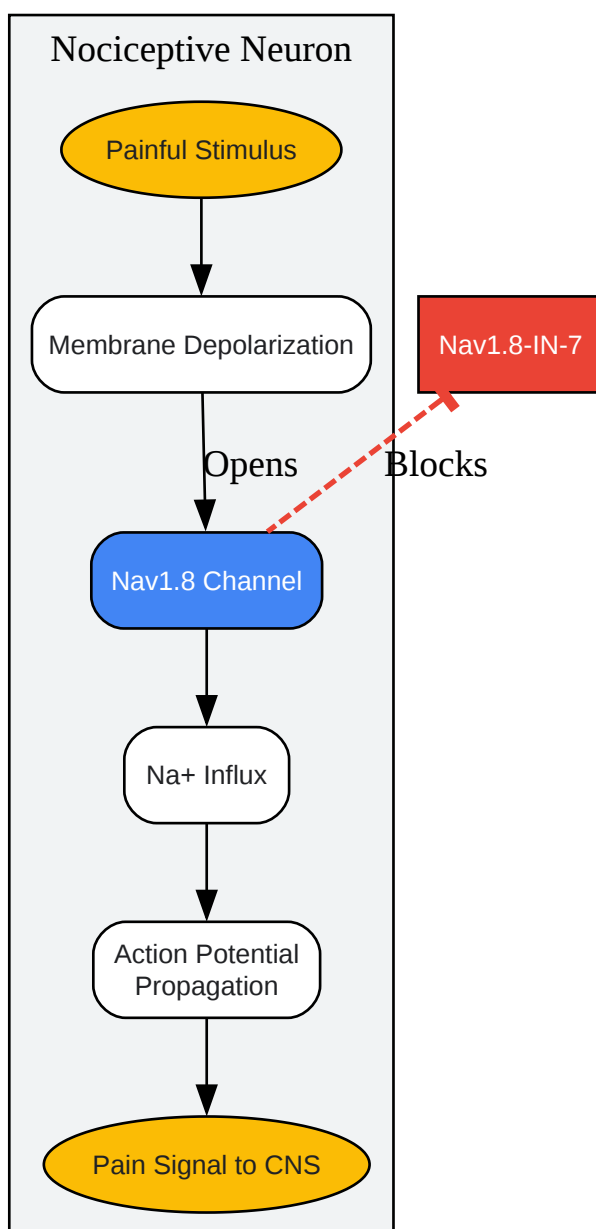 Nociceptive Neuron
Painful Stimulus
Membrane Depolarization
Nav1.8-IN-7
Opens
Blocks
Nav1.8 Channel
Na+ Influx
Action Potential
Propagation
Pain Signal to CNS